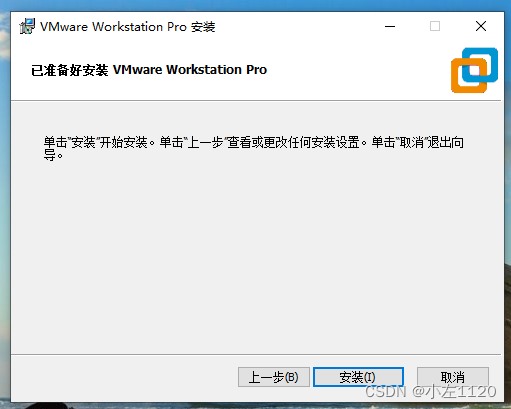 VMware Workstation Pro 安装
已准备好安装 VMware Workstation Pro
单击“安装”开始安装。单击“上一步”查看或更改任何安装设置。单击“取消”退出向
导。
上一步(B) 安装(I) 取消
CSDN @小左1120